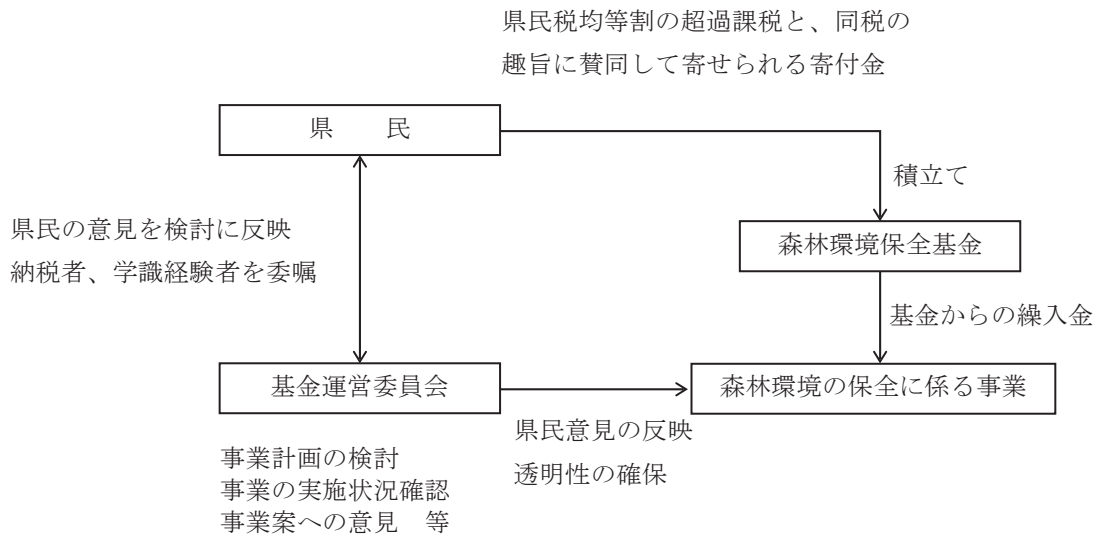 県民税均等割の超過課税と、同税の
趣旨に賛同して寄せられる寄付金
県　　民
積立て
県民の意見を検討に反映
納税者、学識経験者を委嘱
森林環境保全基金
基金からの繰入金
基金運営委員会
森林環境の保全に係る事業
県民意見の反映
透明性の確保
事業計画の検討
事業の実施状況確認
事業案への意見　等